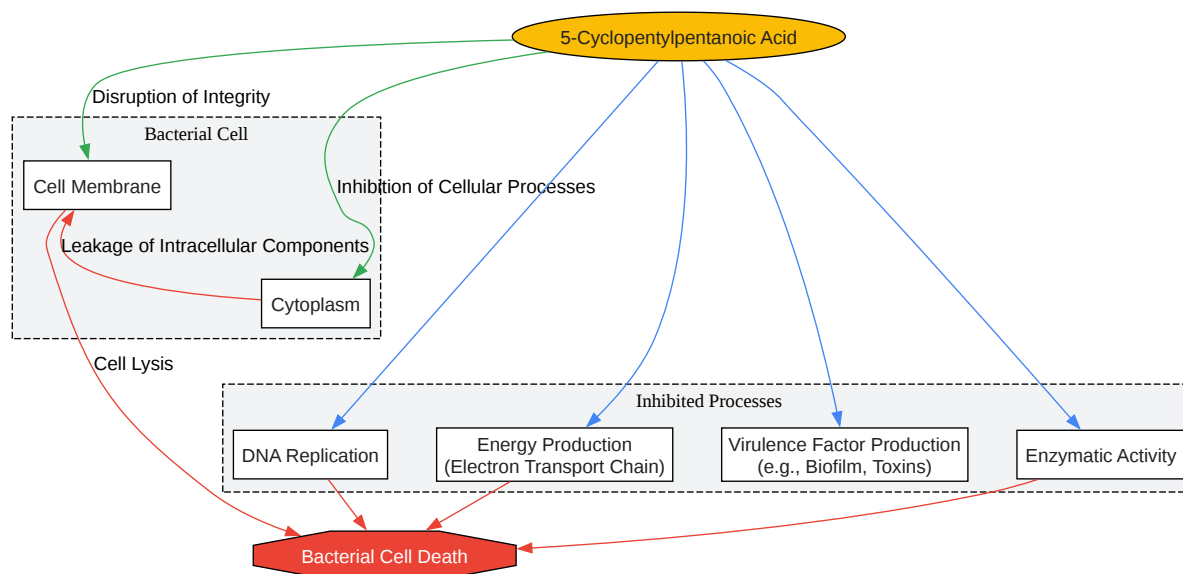 5-Cyclopentylpentanoic Acid
Disruption of Integrity
Bacterial Cell
Cell Membrane
Inhibition of Cellular Processes
Leakage of Intracellular Components
Cytoplasm
Cell Lysis
Inhibited Processes
DNA Replication
Energy Production
(Electron Transport Chain)
Virulence Factor Production
(e.g., Biofilm, Toxins)
Enzymatic Activity
Bacterial Cell Death